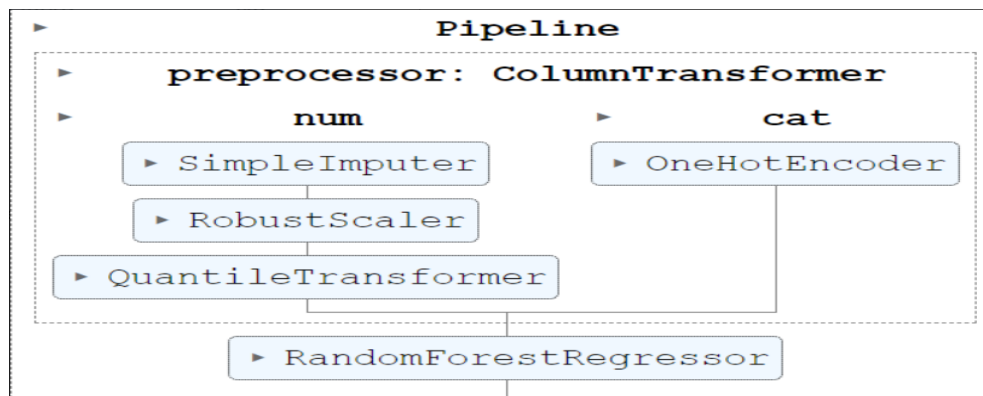 Pipeline
preprocessor: ColumnTransformer
num cat
SimpleImputer OneHotEncoder
RobustScaler
QuantileTransformer
RandomForestRegressor